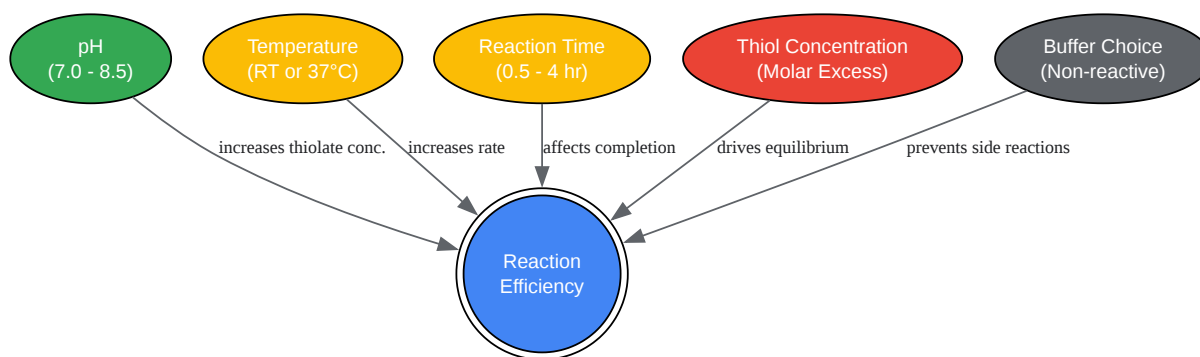 pH
(7.0 - 8.5)
Temperature
(RT or 37°C)
Reaction Time
(0.5 - 4 hr)
Thiol Concentration
(Molar Excess)
Buffer Choice
(Non-reactive)
increases thiolate conc.
increases rate
affects completion
drives equilibrium
prevents side reactions
Reaction
Efficiency